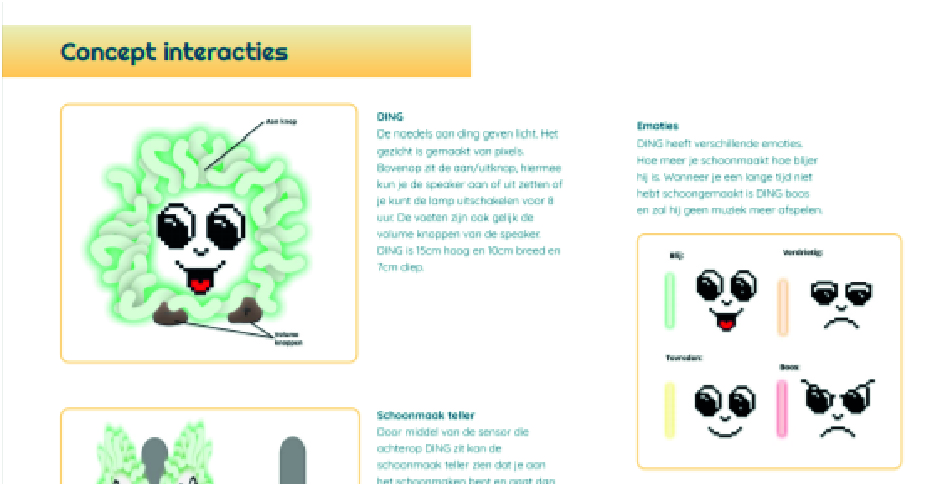 Concept interacties
Aan knop
Volume
knoppen
DING
De noedels aan ding geven licht. Het
gezicht is gemaakt van pixels.
Bovenop zit de aan/uitknop, hiermee
kun je de speaker aan of uit zetten of
je kunt de lamp uitschakelen voor 8
uur. De voeten zijn ook gelijk de
volume knoppen van de speaker.
DING is 15cm hoog en 10cm breed en
7cm diep.
Schoonmaak teller
Door middel van de sensor die
achterop DING zit kan de
schoonmaak teller zien dat je aan
het schoonmaken bent en gaat dan
Emoties
DING heeft verschillende emoties.
Hoe meer je schoonmaakt hoe blijer
hij is. Wanneer je een lange tijd niet
hebt schoongemaakt is DING boos
en zal hij geen muziek meer afspelen.
Blij:
Verdrietig:
Tevreden:
Boos: